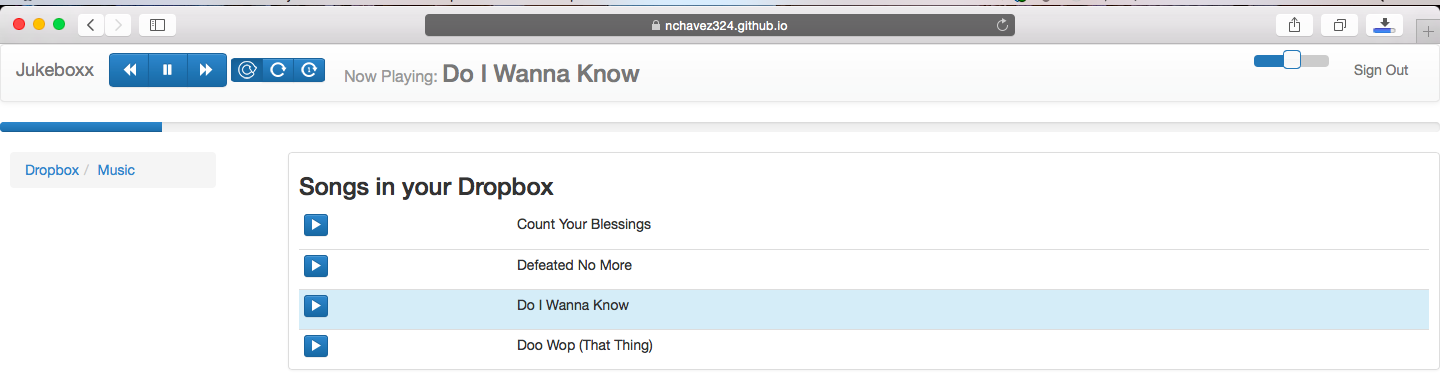 nchavez324.github.io
Jukeboxx
Now Playing: Do I Wanna Know
Sign Out
Dropbox / Music
Songs in your Dropbox
Count Your Blessings
Defeated No More
Do I Wanna Know
Doo Wop (That Thing)